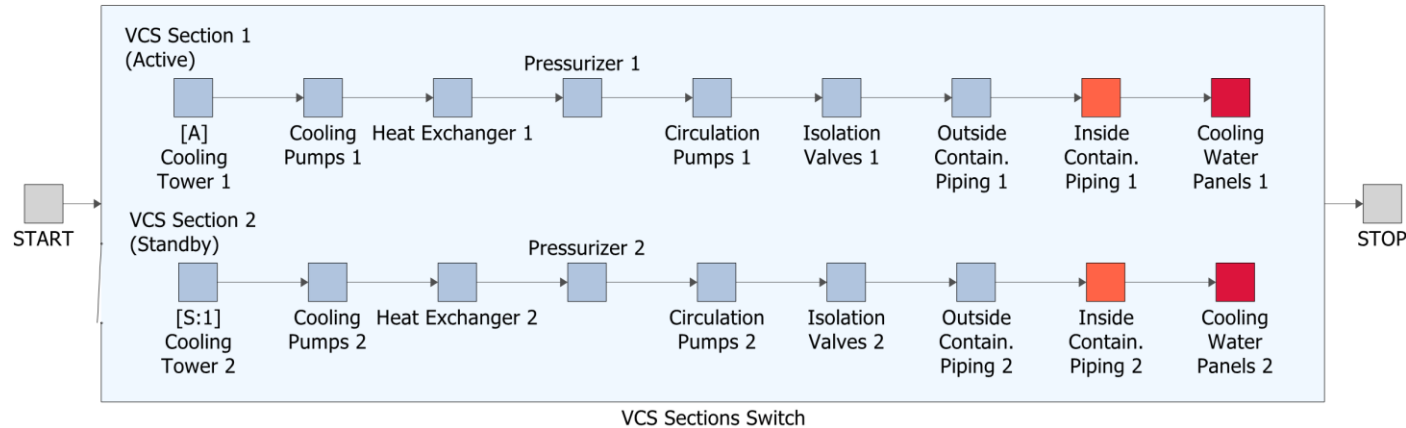 VCS Section 1
(Active)
Pressurizer 1
[A]
Cooling
Tower 1
Cooling
Pumps 1
Heat Exchanger 1
Circulation
Pumps 1
Isolation
Valves 1
Outside
Contain.
Piping 1
Inside
Contain.
Piping 1
Cooling
Water
Panels 1
START
STOP
VCS Section 2
(Standby)
Pressurizer 2
[S:1]
Cooling
Tower 2
Cooling
Pumps 2
Heat Exchanger 2
Circulation
Pumps 2
Isolation
Valves 2
Outside
Contain.
Piping 2
Inside
Contain.
Piping 2
Cooling
Water
Panels 2
VCS Sections Switch